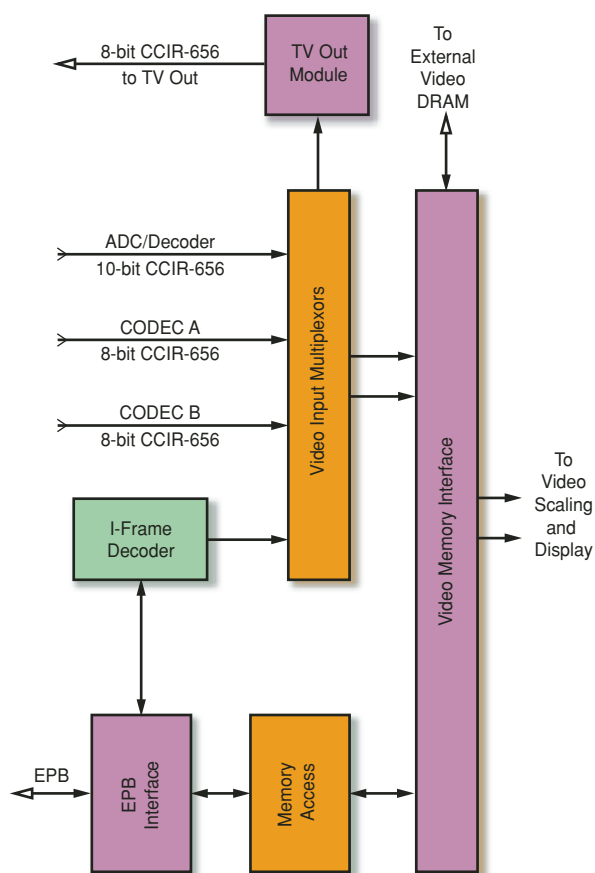 8-bit CCIR-656
to TV Out
TV Out
Module
To
External
Video
DRAM
ADC/Decoder
10-bit CCIR-656
CODEC A
8-bit CCIR-656
CODEC B
8-bit CCIR-656
Video Input Multiplexors
I-Frame
Decoder
Video Memory Interface
To
Video
Scaling
and
Display
EPB
EPB
Interface
Memory
Access